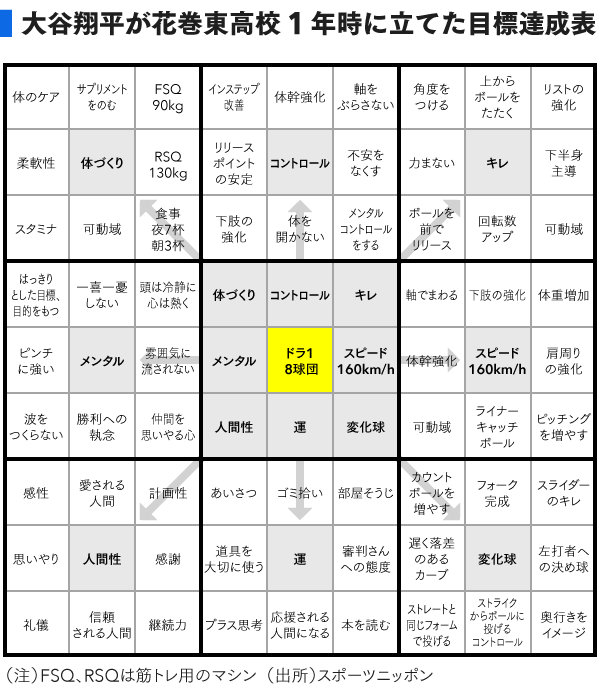 大谷翔平が花巻東高校1年時に立てた目標達成表
体のケア
サプリメント
をのむ
FSQ
90kg
インステップ
改善
体幹強化
軸を
ぶらさない
角度を
つける
上から
ボールを
たたく
リストの
強化
柔軟性
体づくり
RSQ
130kg
リリース
ポイント
の安定
コントロール
不安を
なくす
力まない
キレ
下半身
主導
スタミナ
可動域
食事
夜7杯
朝3杯
下肢の
強化
体を
開かない
メンタル
コントロール
をする
ボールを
前で
リリース
回転数
アップ
可動域
はっきり
とした目標、
目的をもつ
一喜一憂
しない
頭は冷静に
心は熱く
体づくり
コントロール
キレ
軸でまわる
下肢の強化
体重増加
ピンチ
に強い
メンタル
雰囲気に
流されない
メンタル
ドラ1
8球団
スピード
160km/h
体幹強化
スピード
160km/h
肩周り
の強化
波を
つくらない
勝利への
執念
仲間を
思いやる心
人間性
運
変化球
可動域
ライナー
キャッチ
ボール
ピッチング
を増やす
感性
愛される
人間
計画性
あいさつ
ゴミ拾い
部屋そうじ
カウント
ボールを
増やす
フォーク
完成
スライダー
のキレ
思いやり
人間性
感謝
道具を
大切に使う
運
審判さん
への態度
遅く落差
のある
カーブ
変化球
左打者へ
の決め球
礼儀
信頼
される人間
継続力
プラス思考
応援される
人間になる
本を読む
ストレートと
同じフォーム
で投げる
ストライク
からボールに
投げる
コントロール
奥行きを
イメージ
（注）FSQ、RSQは筋トレ用のマシン （出所）スポーツニッポン